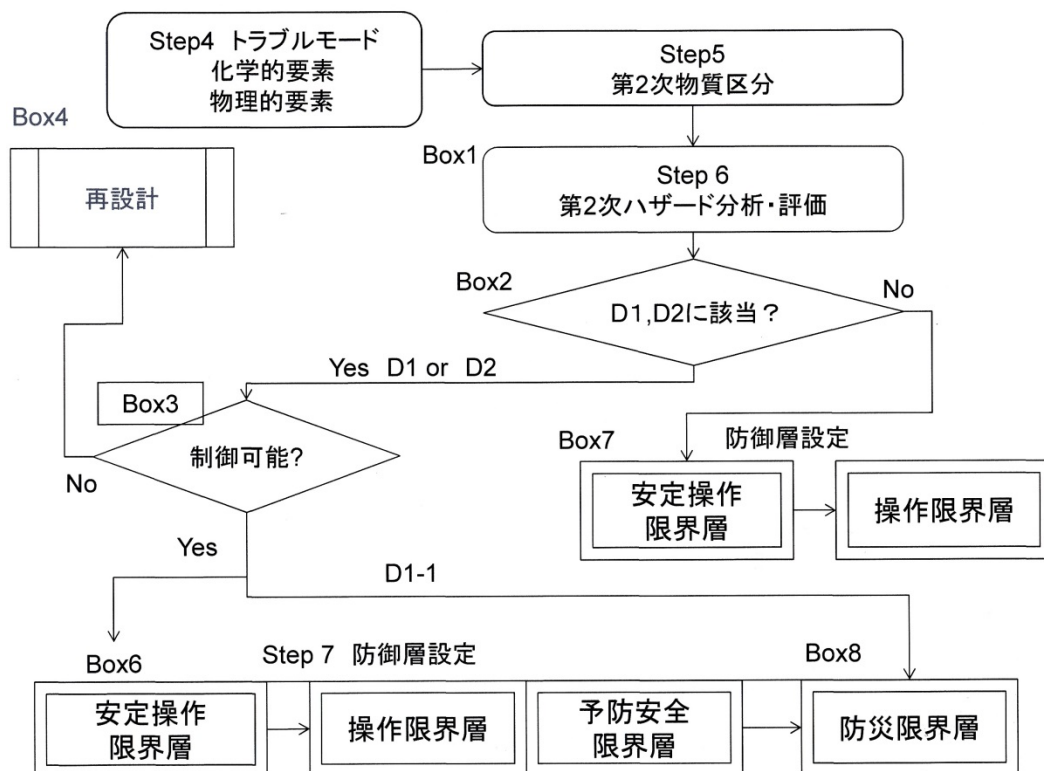 Step4 トラブルモード
化学的要素
物理的要素
Step5
第2次物質区分
Box4
再設計
Box1
Step 6
第2次ハザード分析・評価
Box2
D1,D2に該当？
No
Yes D1 or D2
Box3
制御可能?
No
Yes
Box7
防御層設定
安定操作
限界層
操作限界層
D1-1
Box6
Step 7 防御層設定
Box8
安定操作
限界層
操作限界層
予防安全
限界層
防災限界層